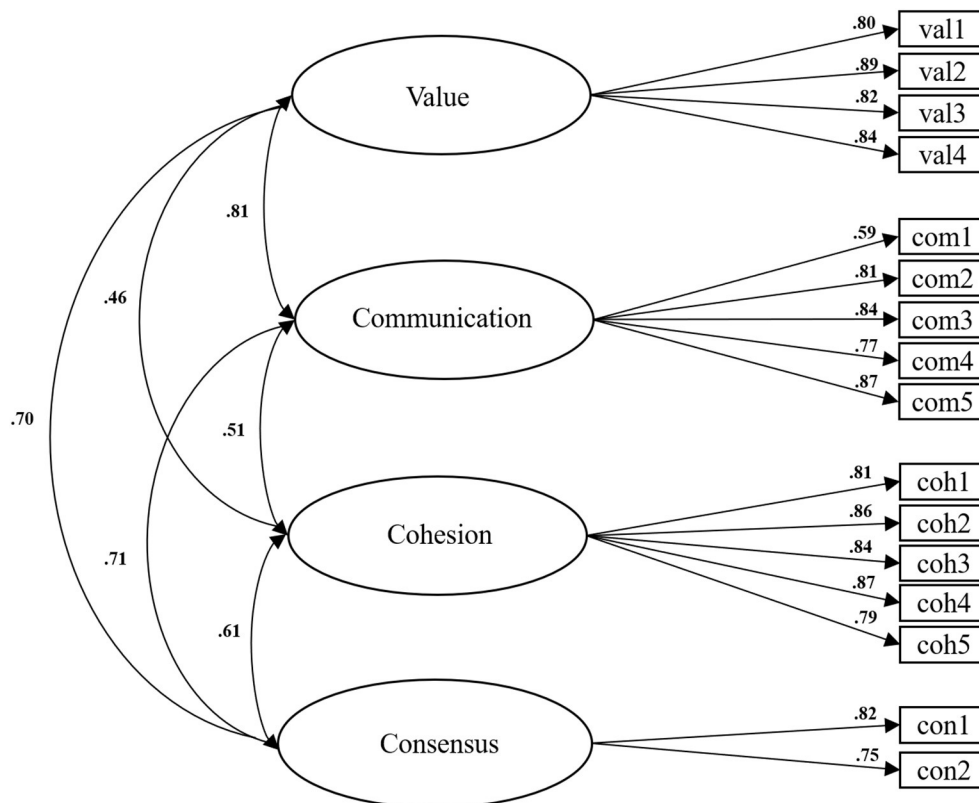 .80
val1
.89
val2
Value
.82
val3
.84
val4
.81
.59
com1
.81
com2
.46
Communication
.84
com3
.77
com4
.87
com5
.70
.51
.81
coh1
.86
coh2
Cohesion
.84
coh3
.71
.87
coh4
.61
.79
coh5
.82
con1
Consensus
.75
con2